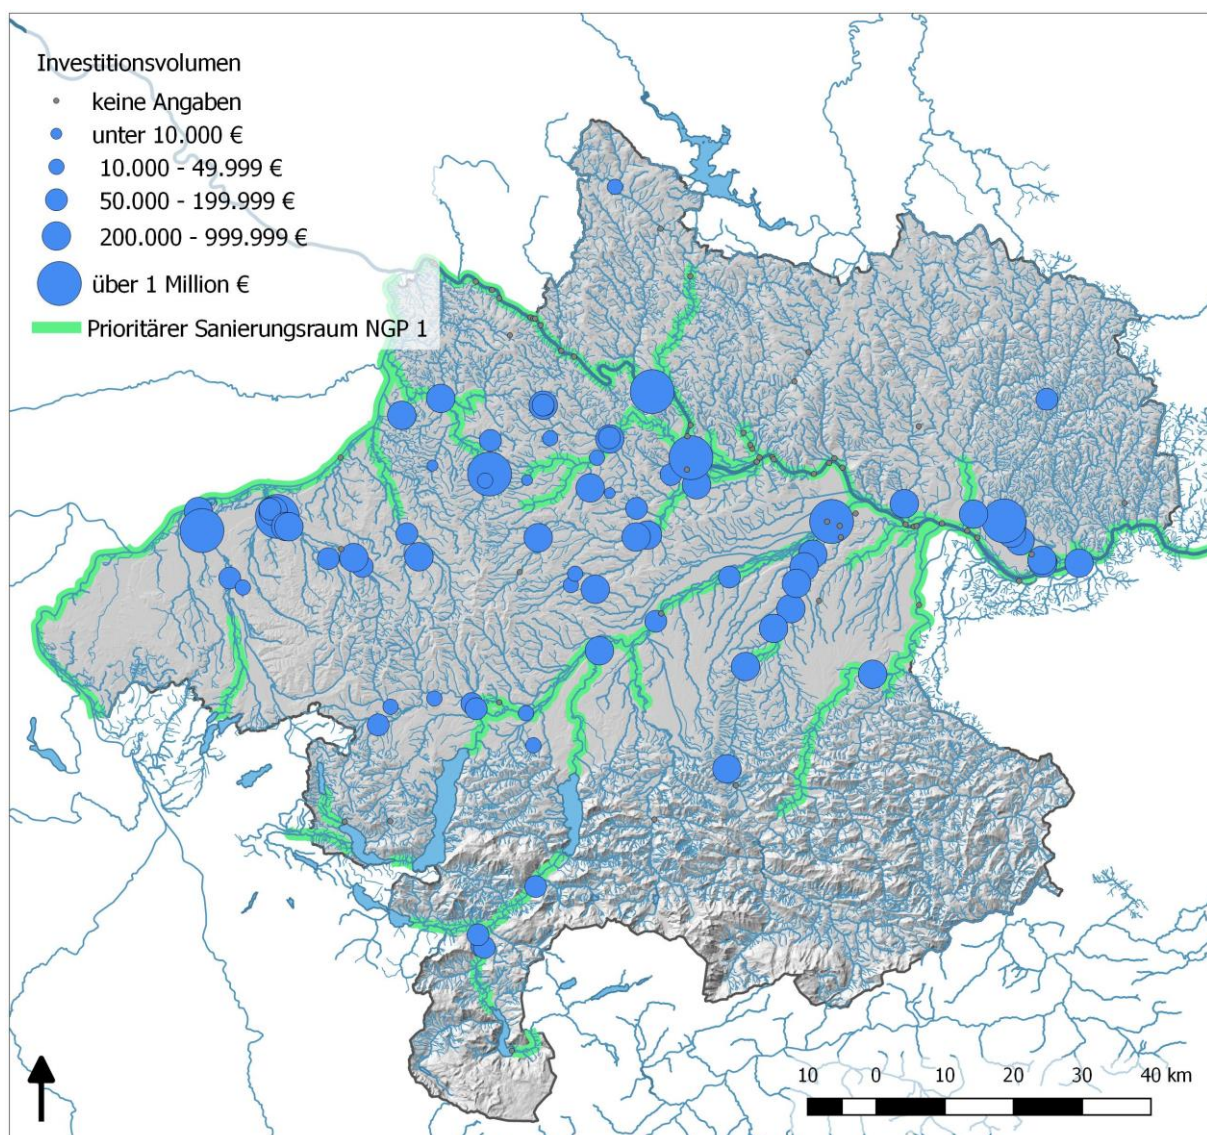 Investitionsvolumen
keine Angaben
unter 10.000 €
10.000 - 49.999 €
50.000 - 199.999 €
200.000 - 999.999 €
über 1 Million €
Prioritärer Sanierungsraum NGP 1
10 0 10 20 30 40 km